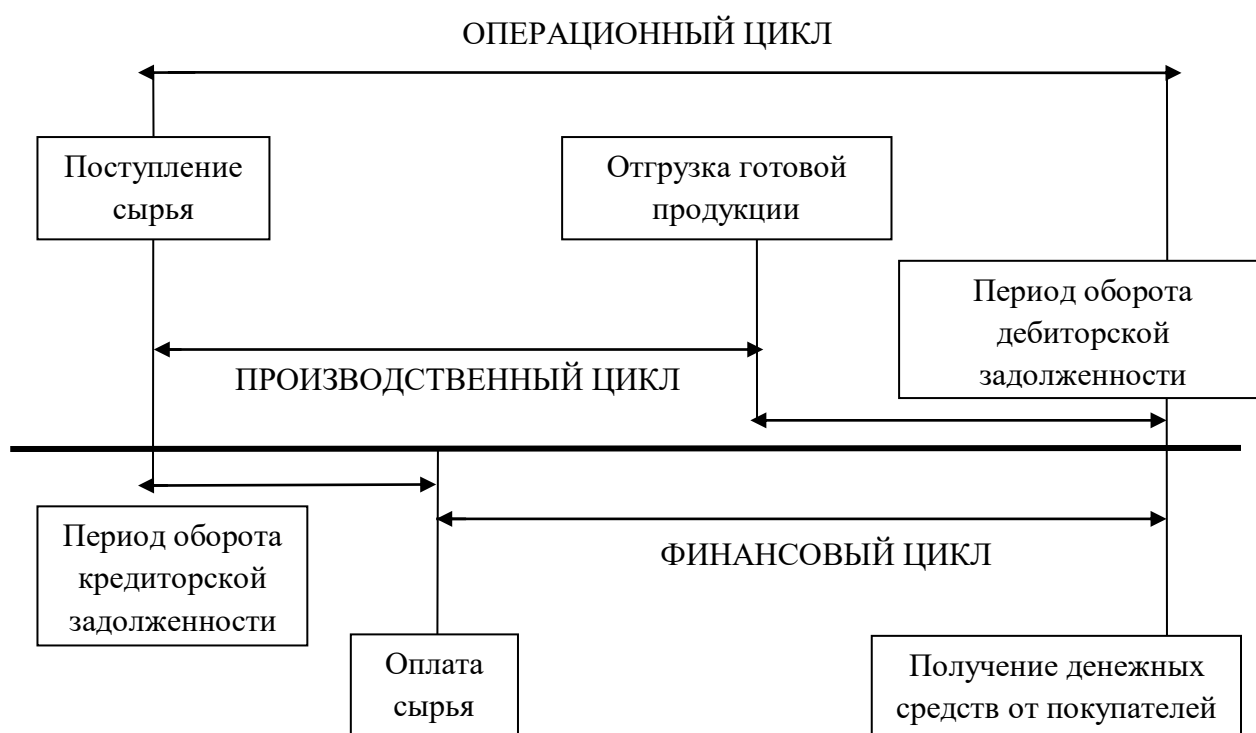 ОПЕРАЦИОННЫЙ ЦИКЛ
Поступление
сырья
Отгрузка готовой
продукции
Период оборота
дебиторской
задолженности
ПРОИЗВОДСТВЕННЫЙ ЦИКЛ
Период оборота
кредиторской
задолженности
ФИНАНСОВЫЙ ЦИКЛ
Оплата
сырья
Получение денежных
средств от покупателей